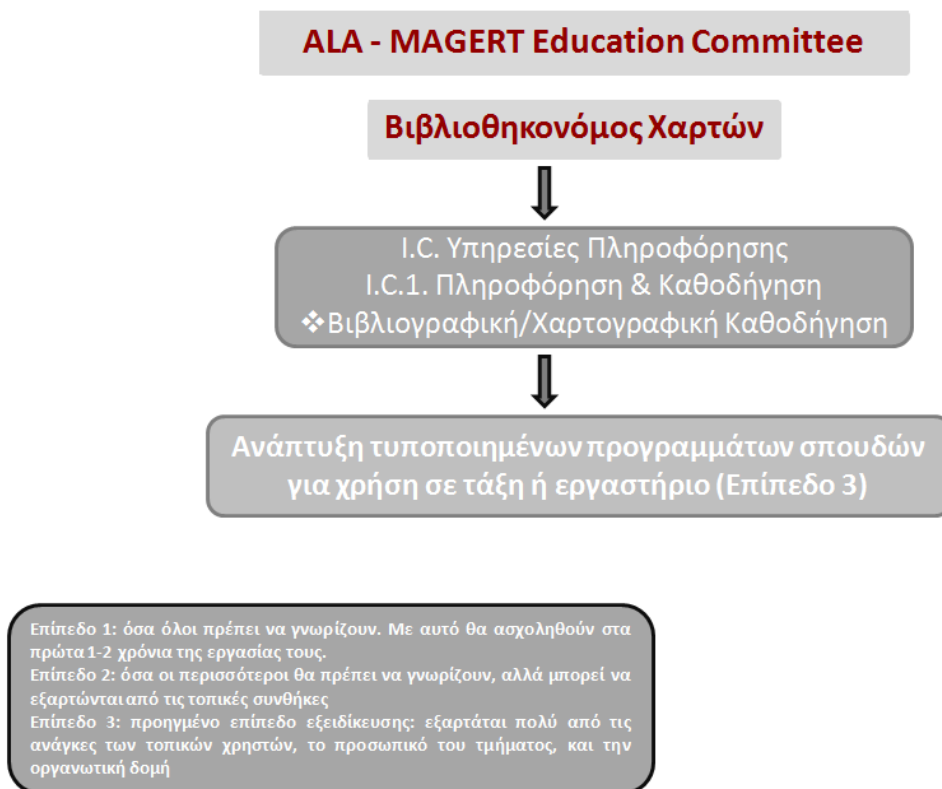 ALA - MAGERT Education Committee
Βιβλιοθηκονόμος Χαρτών
I.C. Υπηρεσίες Πληροφόρησης
I.C.1. Πληροφόρηση & Καθοδήγηση
❖Βιβλιογραφική/Χαρτογραφική Καθοδήγηση
Ανάπτυξη τυποποιημένων προγραμμάτων σπουδών
για χρήση σε τάξη ή εργαστήριο (Επίπεδο 3)
Επίπεδο 1: όσα όλοι πρέπει να γνωρίζουν. Με αυτό θα ασχοληθούν στα
πρώτα 1-2 χρόνια της εργασίας τους.
Επίπεδο 2: όσα οι περισσότεροι θα πρέπει να γνωρίζουν, αλλά μπορεί να
εξαρτώνται από τις τοπικές συνθήκες
Επίπεδο 3: προηγμένο επίπεδο εξειδίκευσης: εξαρτάται πολύ από τις
ανάγκες των τοπικών χρηστών, το προσωπικό του τμήματος, και την
οργανωτική δομή